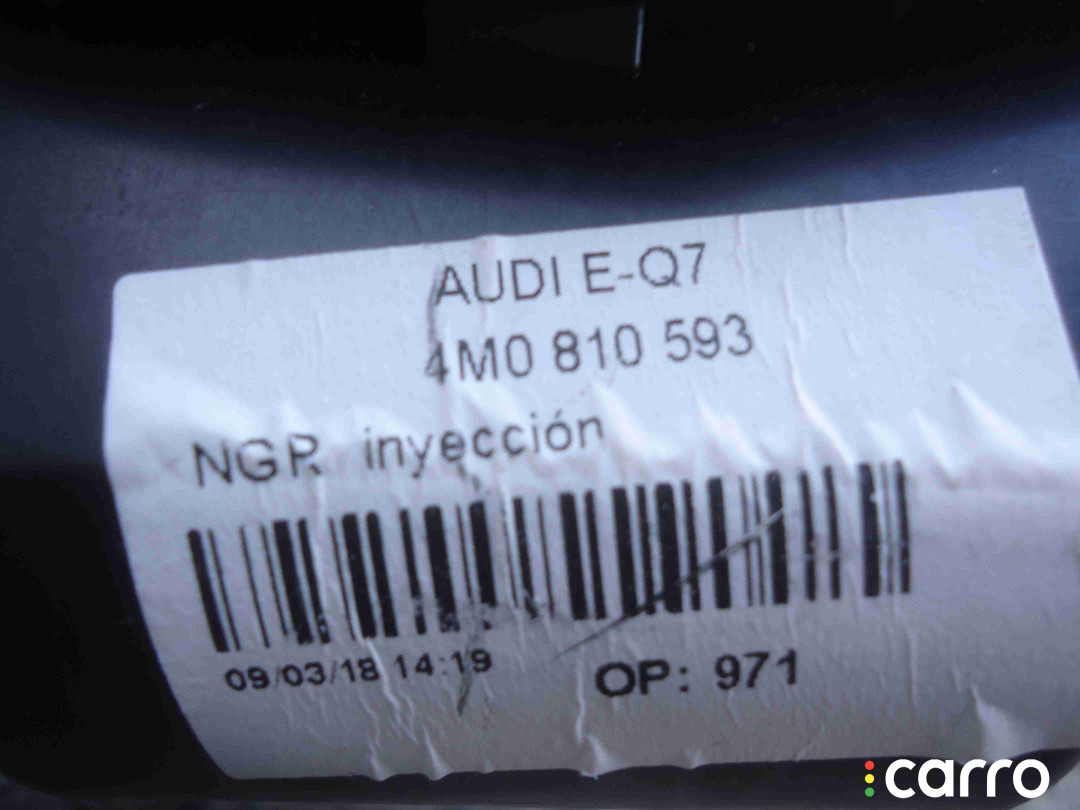 AUDI E-Q7
4M0 810 593
NGR inyección
09/03/18 14:19
OP: 971
carro